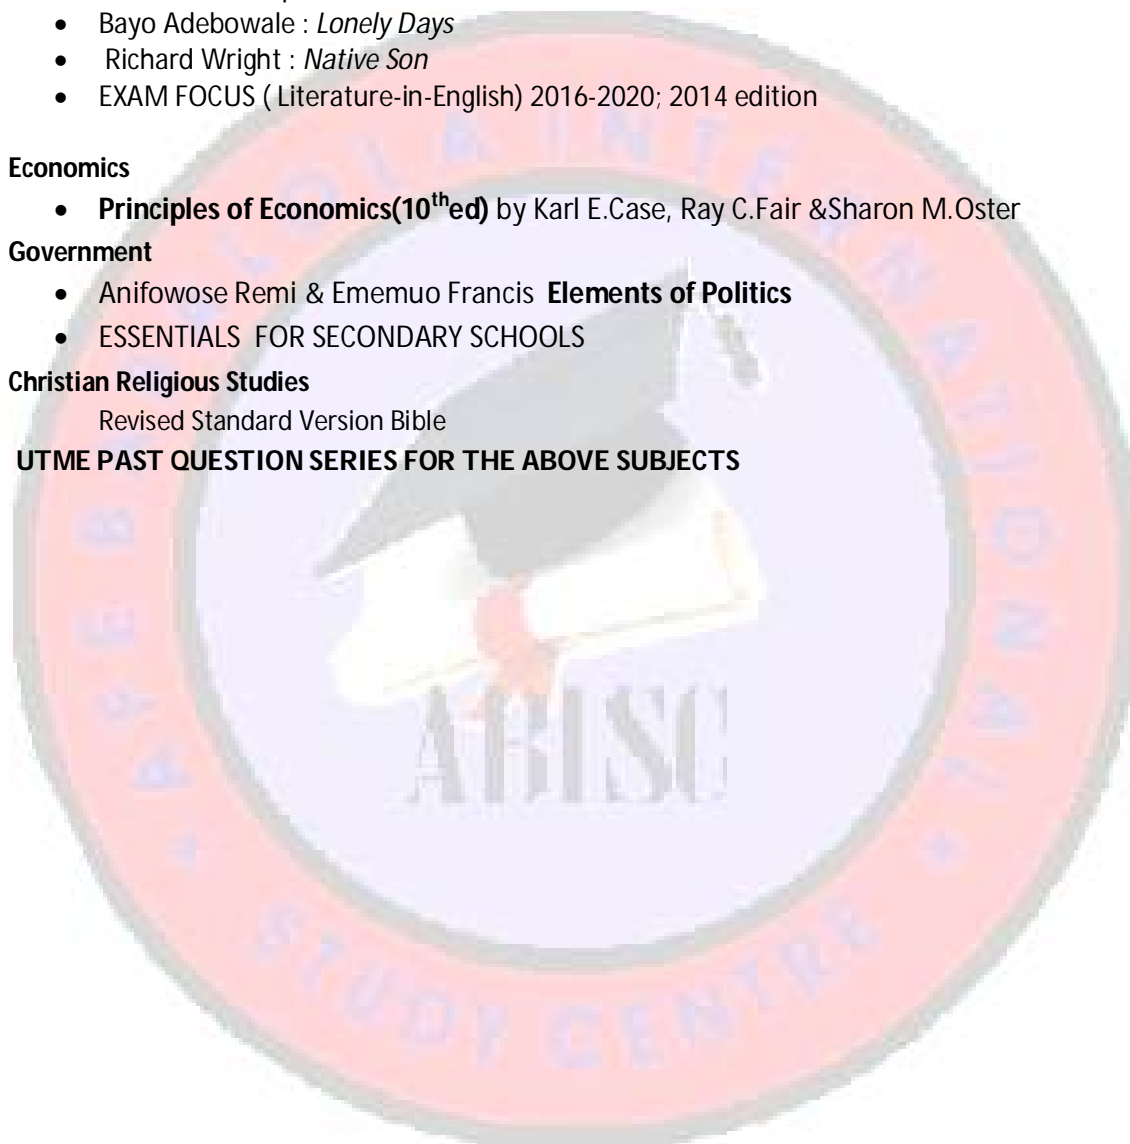 • Bayo Adebowale : Lonely Days
• Richard Wright : Native Son
• EXAM FOCUS ( Literature-in-English) 2016-2020; 2014 edition
Economics
• Principles of Economics(10thed) by Karl E.Case, Ray C.Fair &Sharon M.Oster
Government
• Anifowose Remi & Ememuo Francis Elements of Politics
• ESSENTIALS FOR SECONDARY SCHOOLS
Christian Religious Studies
Revised Standard Version Bible
UTME PAST QUESTION SERIES FOR THE ABOVE SUBJECTS
INTERNATIONAL
ABISC
STUDY CENTRE